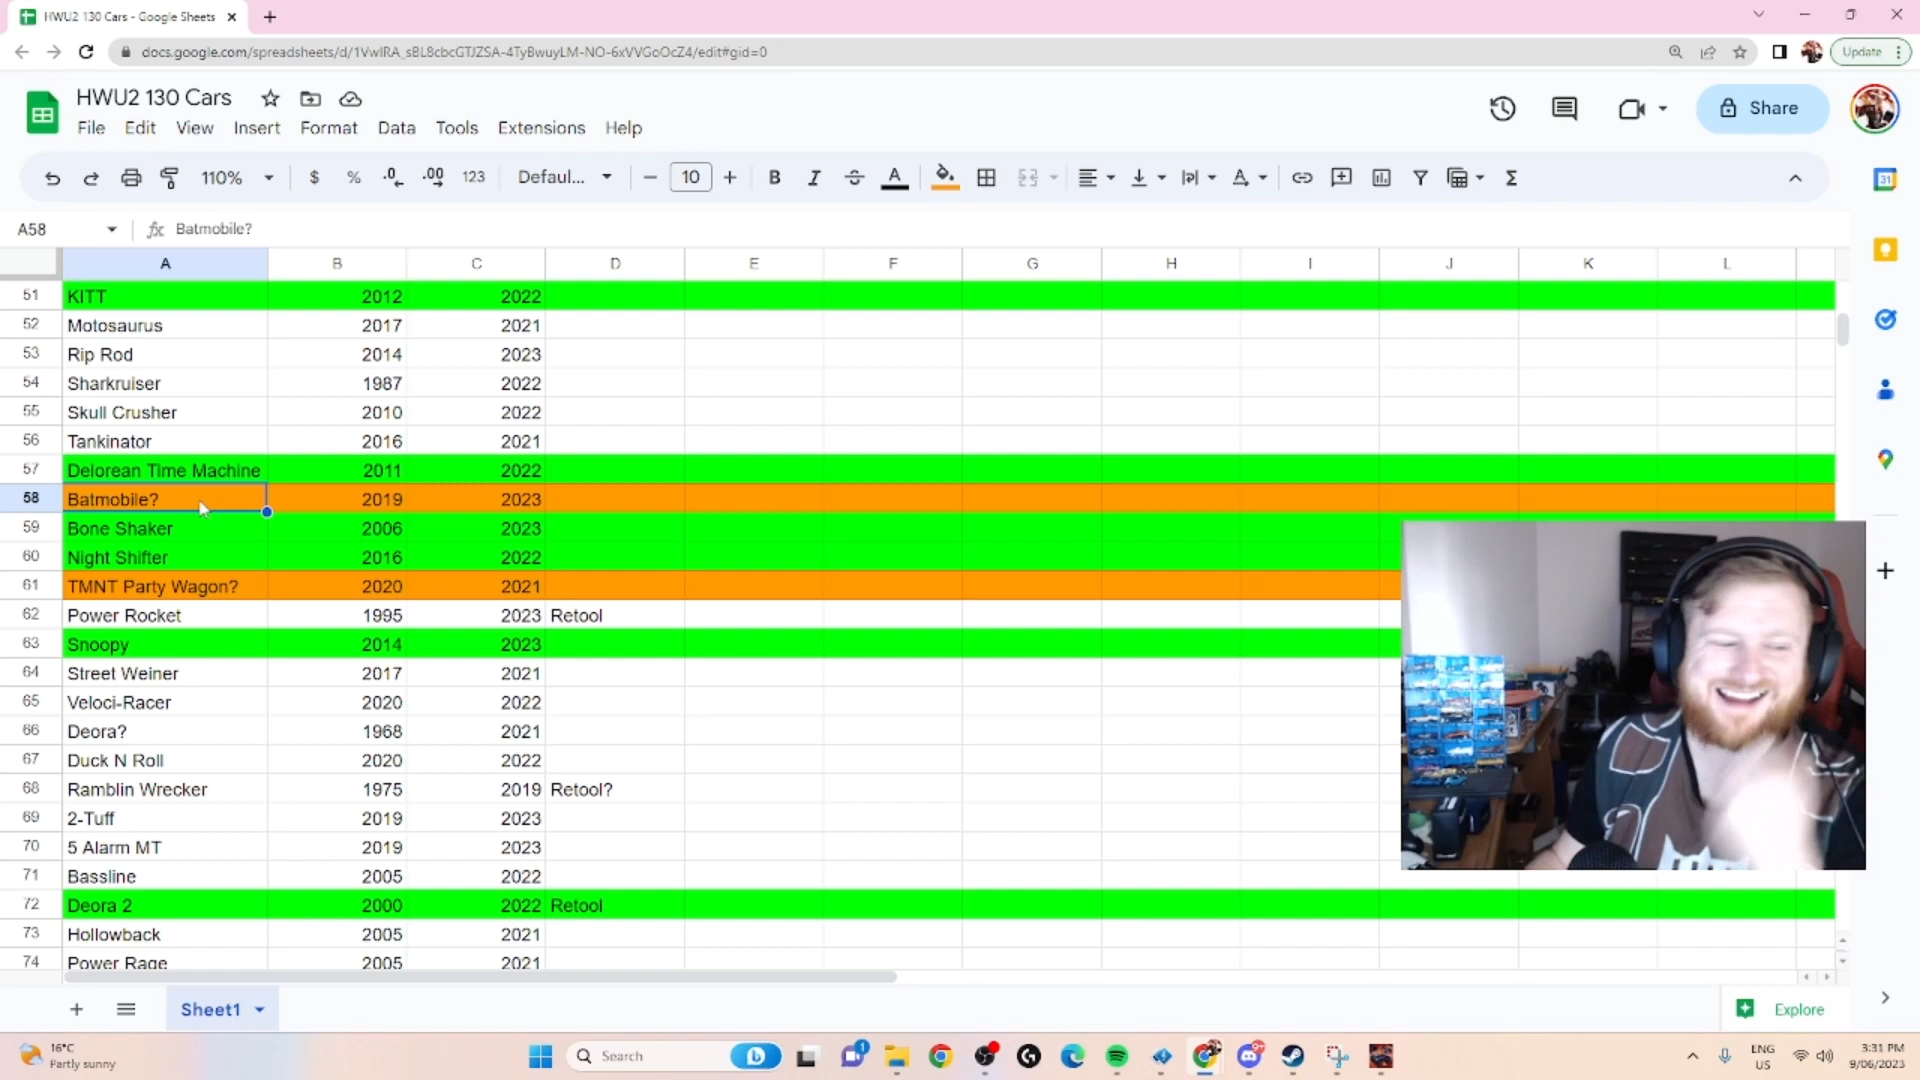 HWU2 130 Cars - Google Sheets
docs.google.com/spreadsheets/d/1VwIRA_sBL8cbcGTJZSA-4TyBwuyLM-NO-6xVVGoOcZ4/edit#gid=0
Update
HWU2 130 Cars
File Edit View Insert Format Data Tools Extensions Help
Share
110% $ % .0 .00 123 Defaul... 10 B I A Σ
31
A58 fx Batmobile?
A B C D E F G H I J K L
51 KITT 2012 2022
52 Motosaurus 2017 2021
53 Rip Rod 2014 2023
54 Sharkruiser 1987 2022
55 Skull Crusher 2010 2022
56 Tankinator 2016 2021
57 Delorean Time Machine 2011 2022
58 Batmobile? 2019 2023
59 Bone Shaker 2006 2023
60 Night Shifter 2016 2022
61 TMNT Party Wagon? 2020 2021
62 Power Rocket 1995 2023 Retool
63 Snoopy 2014 2023
64 Street Weiner 2017 2021
65 Veloci-Racer 2020 2022
66 Deora? 1968 2021
67 Duck N Roll 2020 2022
68 Ramblin Wrecker 1975 2019 Retool?
69 2-Tuff 2019 2023
70 5 Alarm MT 2019 2023
71 Bassline 2005 2022
72 Deora 2 2000 2022 Retool
73 Hollowback 2005 2021
74 Power Rage 2005 2021
Sheet1
Explore
16°C
Partly sunny
Search
1
ENG
US
3:31 PM
9/06/2023